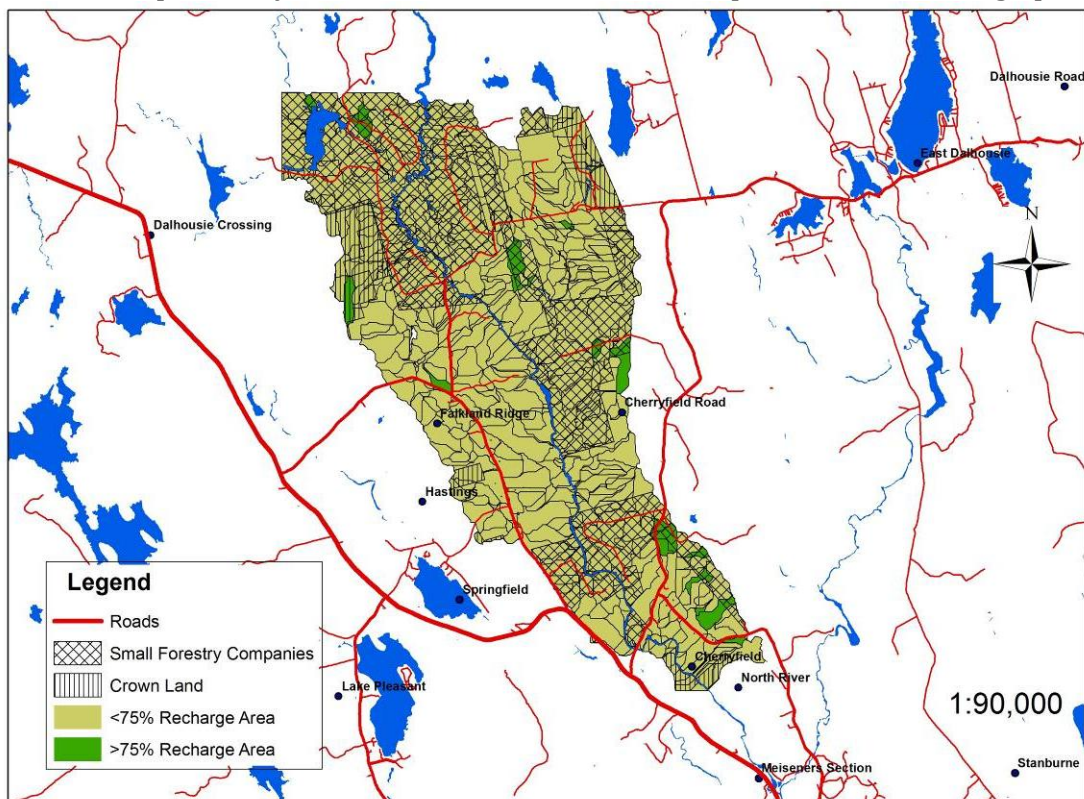 Dalhousie Road
East Dalhousie
N
Dalhousie Crossing
Cherryfield Road
Falkland Ridge
Hastings
Springfield
Legend
Roads
Small Forestry Companies
Crown Land
<75% Recharge Area
>75% Recharge Area
Lake Pleasant
Cherryfield
North River
1:90,000
Meiseners Section
Stanburne